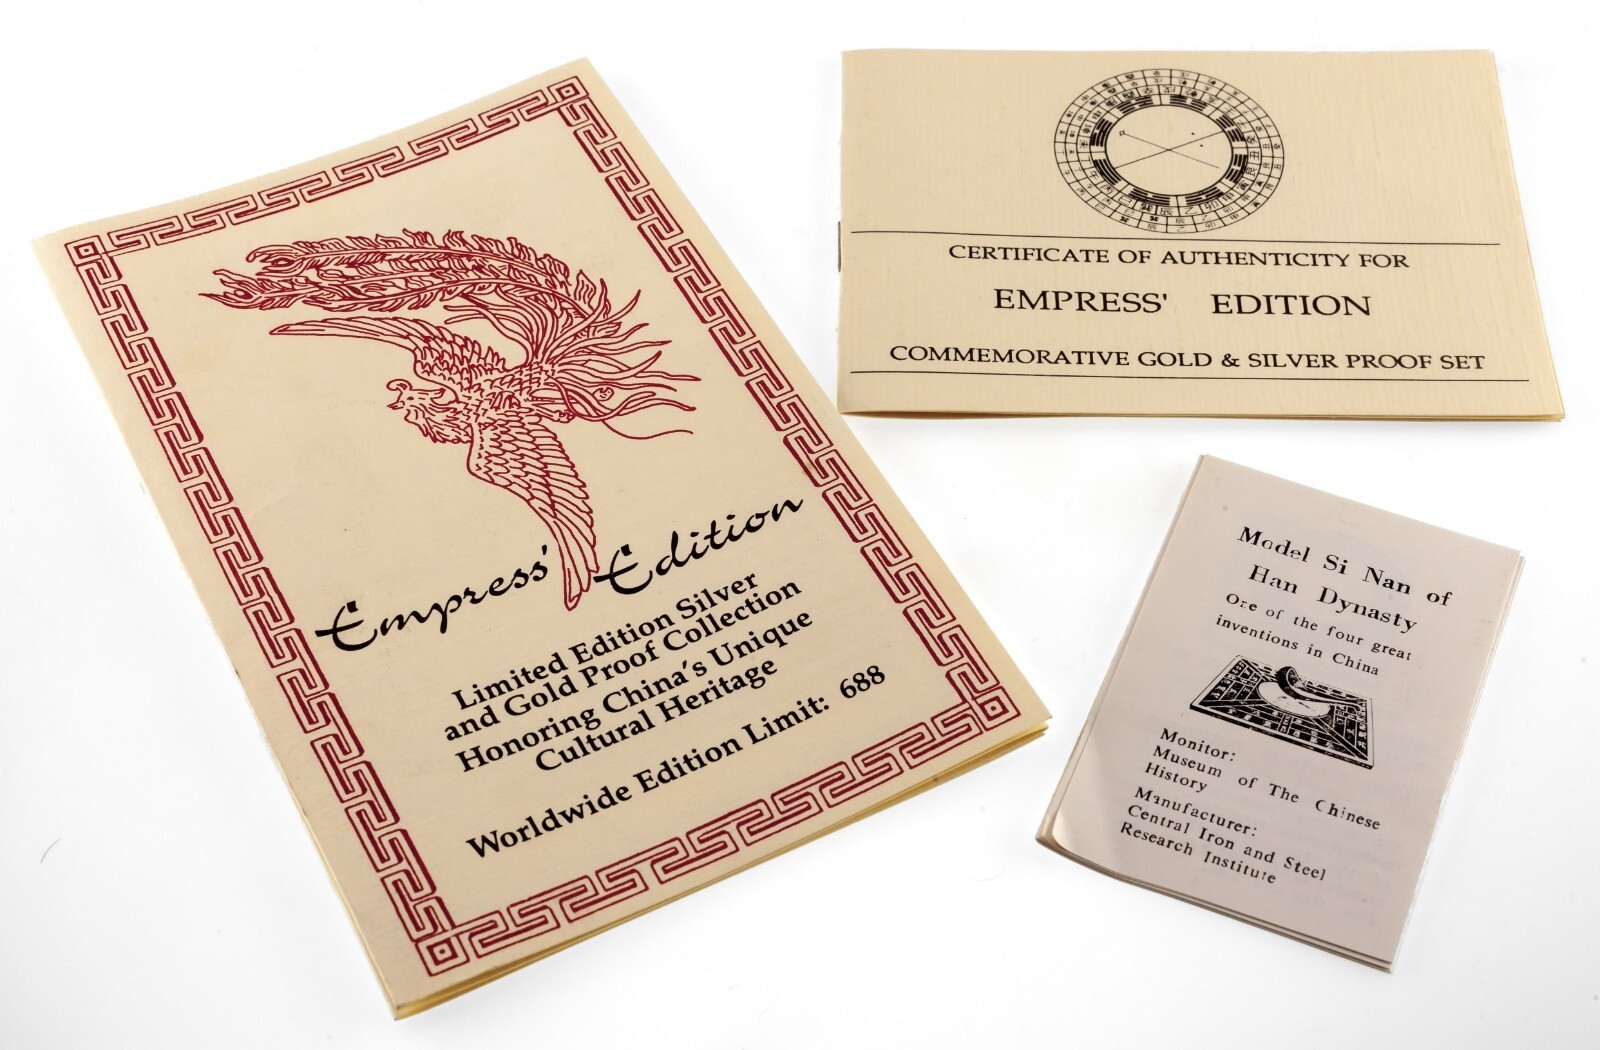 Empress' Edition
Limited Edition Silver
and Gold Proof Collection
Honoring China's Unique
Cultural Heritage
Worldwide Edition Limit: 688
CERTIFICATE OF AUTHENTICITY FOR
EMPRESS' EDITION
COMMEMORATIVE GOLD & SILVER PROOF SET
Model Si Nan of
Han Dynasty
One of the four great
inventions in China
Monitor:
Museum of The Chinese
History
Manufacturer:
Central Iron and Steel
Research Institute